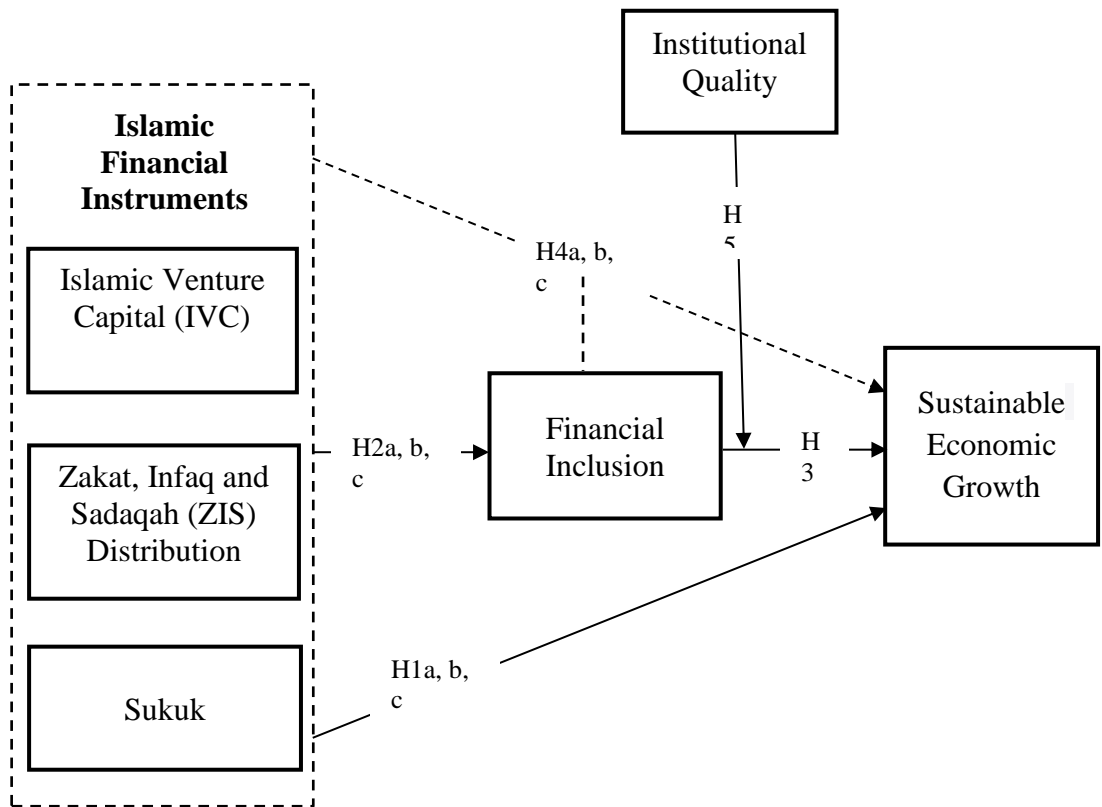 Institutional
Quality
Islamic
Financial
Instruments
Islamic Venture
Capital (IVC)
Zakat, Infaq and
Sadaqah (ZIS)
Distribution
Sukuk
H4a, b,
c
H
5
H2a, b,
c
Financial
Inclusion
H
3
Sustainable
Economic
Growth
H1a, b,
c